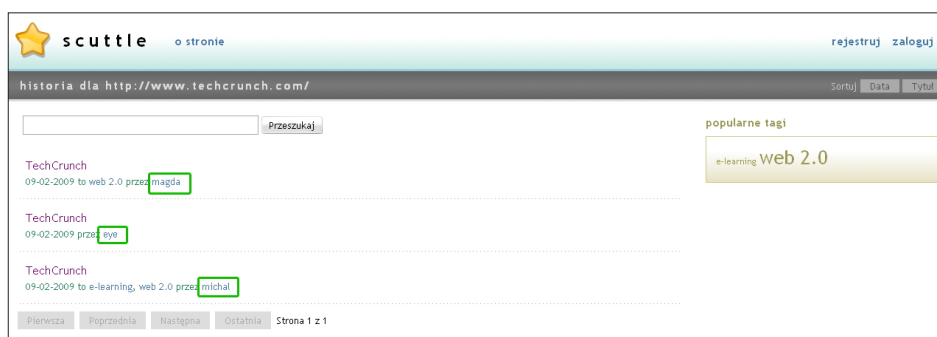 scuttle o stronie rejestruj zaloguj
historia dla http://www.techcrunch.com/ Sortuj Data Tytuł
Przeszukaj
popularne tagi
e-learning web 2.0
TechCrunch
09-02-2009 to web 2.0 przez magda
TechCrunch
09-02-2009 przez eye
TechCrunch
09-02-2009 to e-learning, web 2.0 przez michal
Pierwsza Poprzednia Następna Ostatnia Strona 1 z 1